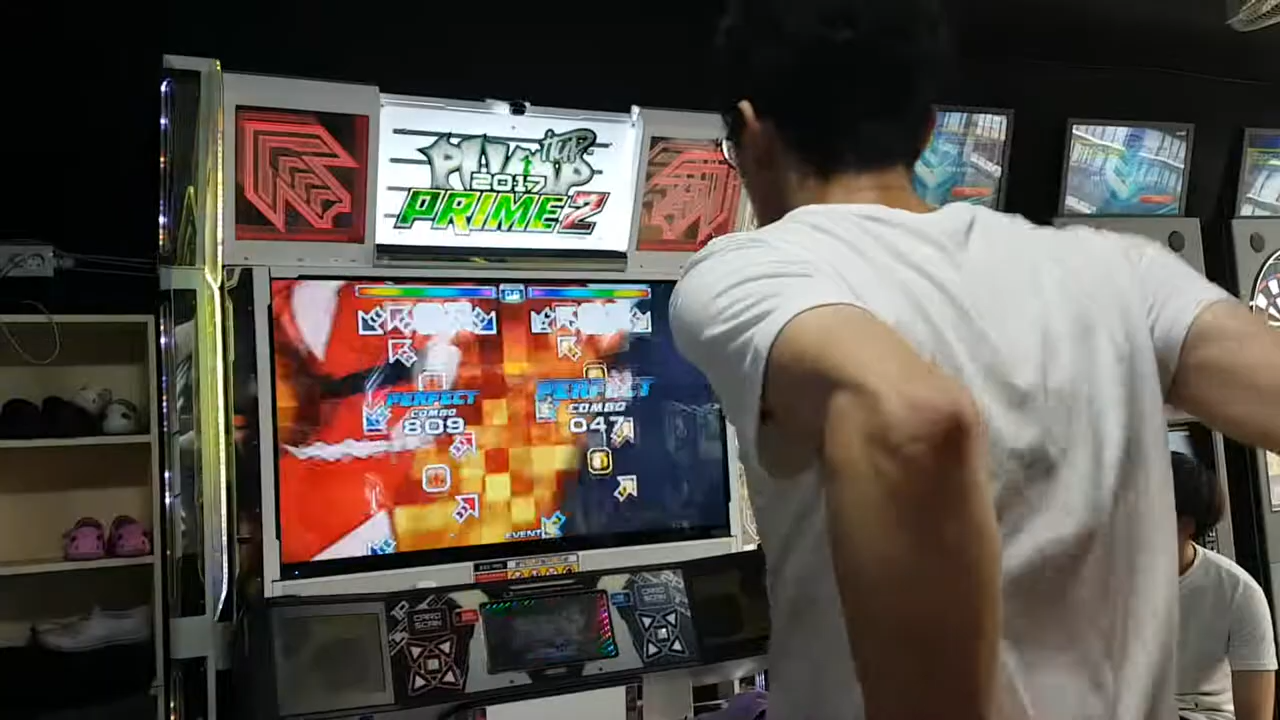 PUMP it UP
2017
PRIME 2
PERFECT
COMBO
809
PERFECT
COMBO
047
EVENT
CARD
SCAN
CARD
SCAN